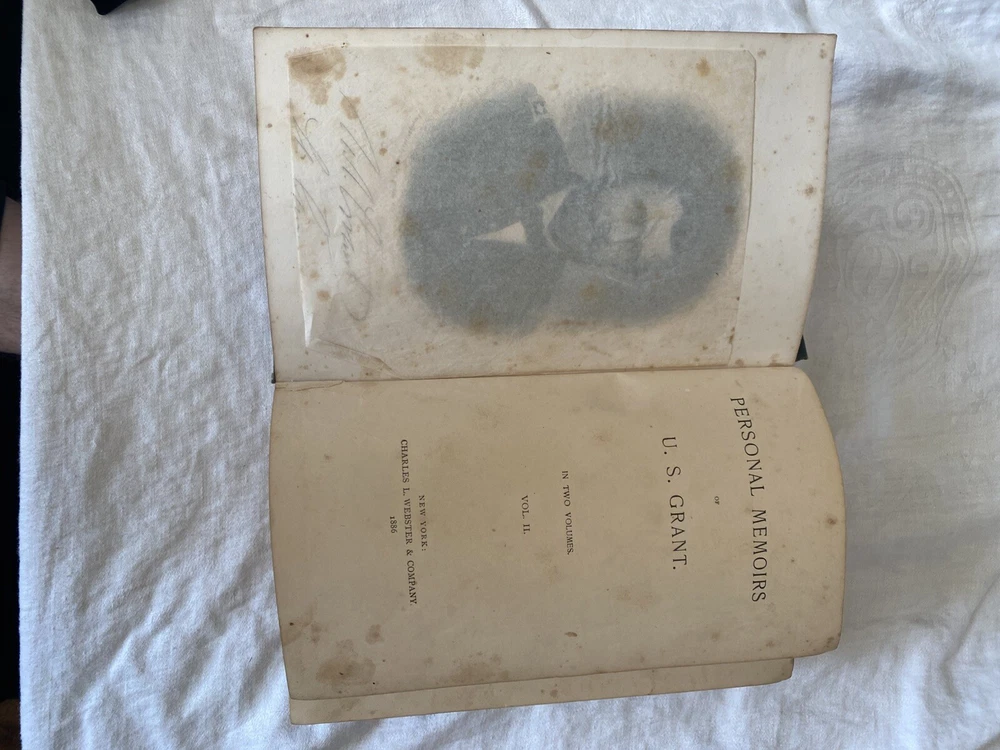 PERSONAL MEMOIRS
OF
U. S. GRANT.
IN TWO VOLUMES.
VOL. II.
NEW YORK:
CHARLES L. WEBSTER & COMPANY.
1886